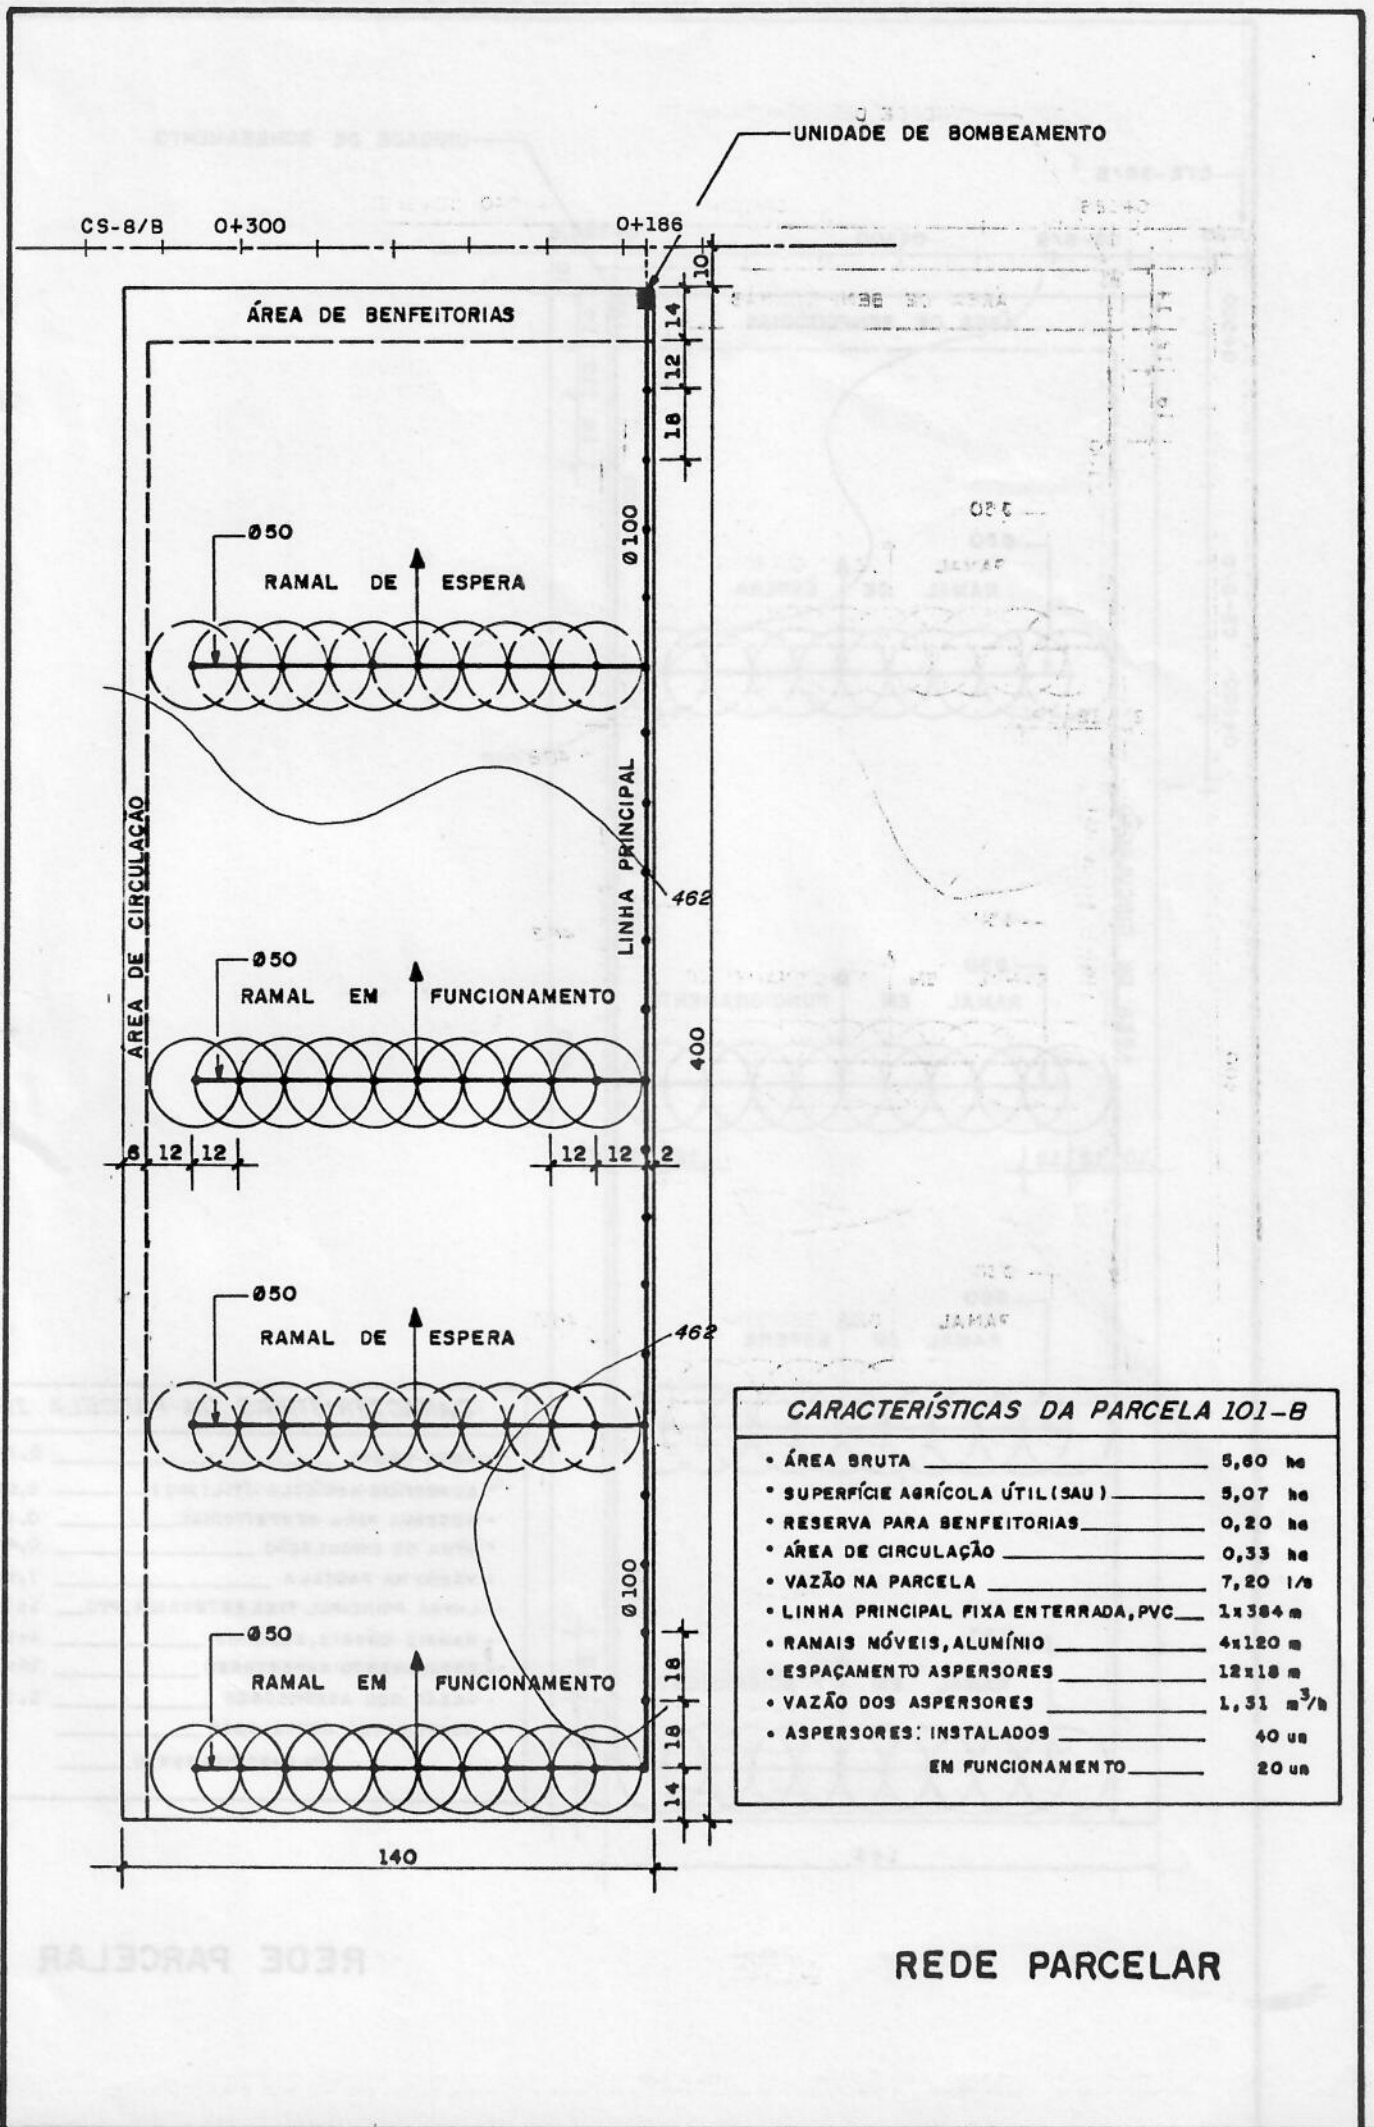 UNIDADE DE BOMBEAMENTO
CS-8/B 0+300 0+186
10
ÁREA DE BENFEITORIAS
14
12
18
Ø100
Ø50
RAMAL DE ESPERA
LINHA PRINCIPAL
ÁREA DE CIRCULAÇÃO
462
Ø50
RAMAL EM FUNCIONAMENTO
400
6 12 12 12 12 2
Ø50
RAMAL DE ESPERA
462
Ø100
Ø50
RAMAL EM FUNCIONAMENTO
18
18
14
140
CARACTERÍSTICAS DA PARCELA 101-B
• ÁREA BRUTA 5,60 ha
• SUPERFÍCIE AGRÍCOLA ÚTIL (SAU) 5,07 ha
• RESERVA PARA BENFEITORIAS 0,20 ha
• ÁREA DE CIRCULAÇÃO 0,33 ha
• VAZÃO NA PARCELA 7,20 l/s
• LINHA PRINCIPAL FIXA ENTERRADA, PVC 1x384 m
• RAMAIS MÓVEIS, ALUMÍNIO 4x120 m
• ESPAÇAMENTO ASPERSORES 12x18 m
• VAZÃO DOS ASPERSORES 1,31 m³/h
• ASPERSORES: INSTALADOS 40 un
EM FUNCIONAMENTO 20 un
REDE PARCELAR